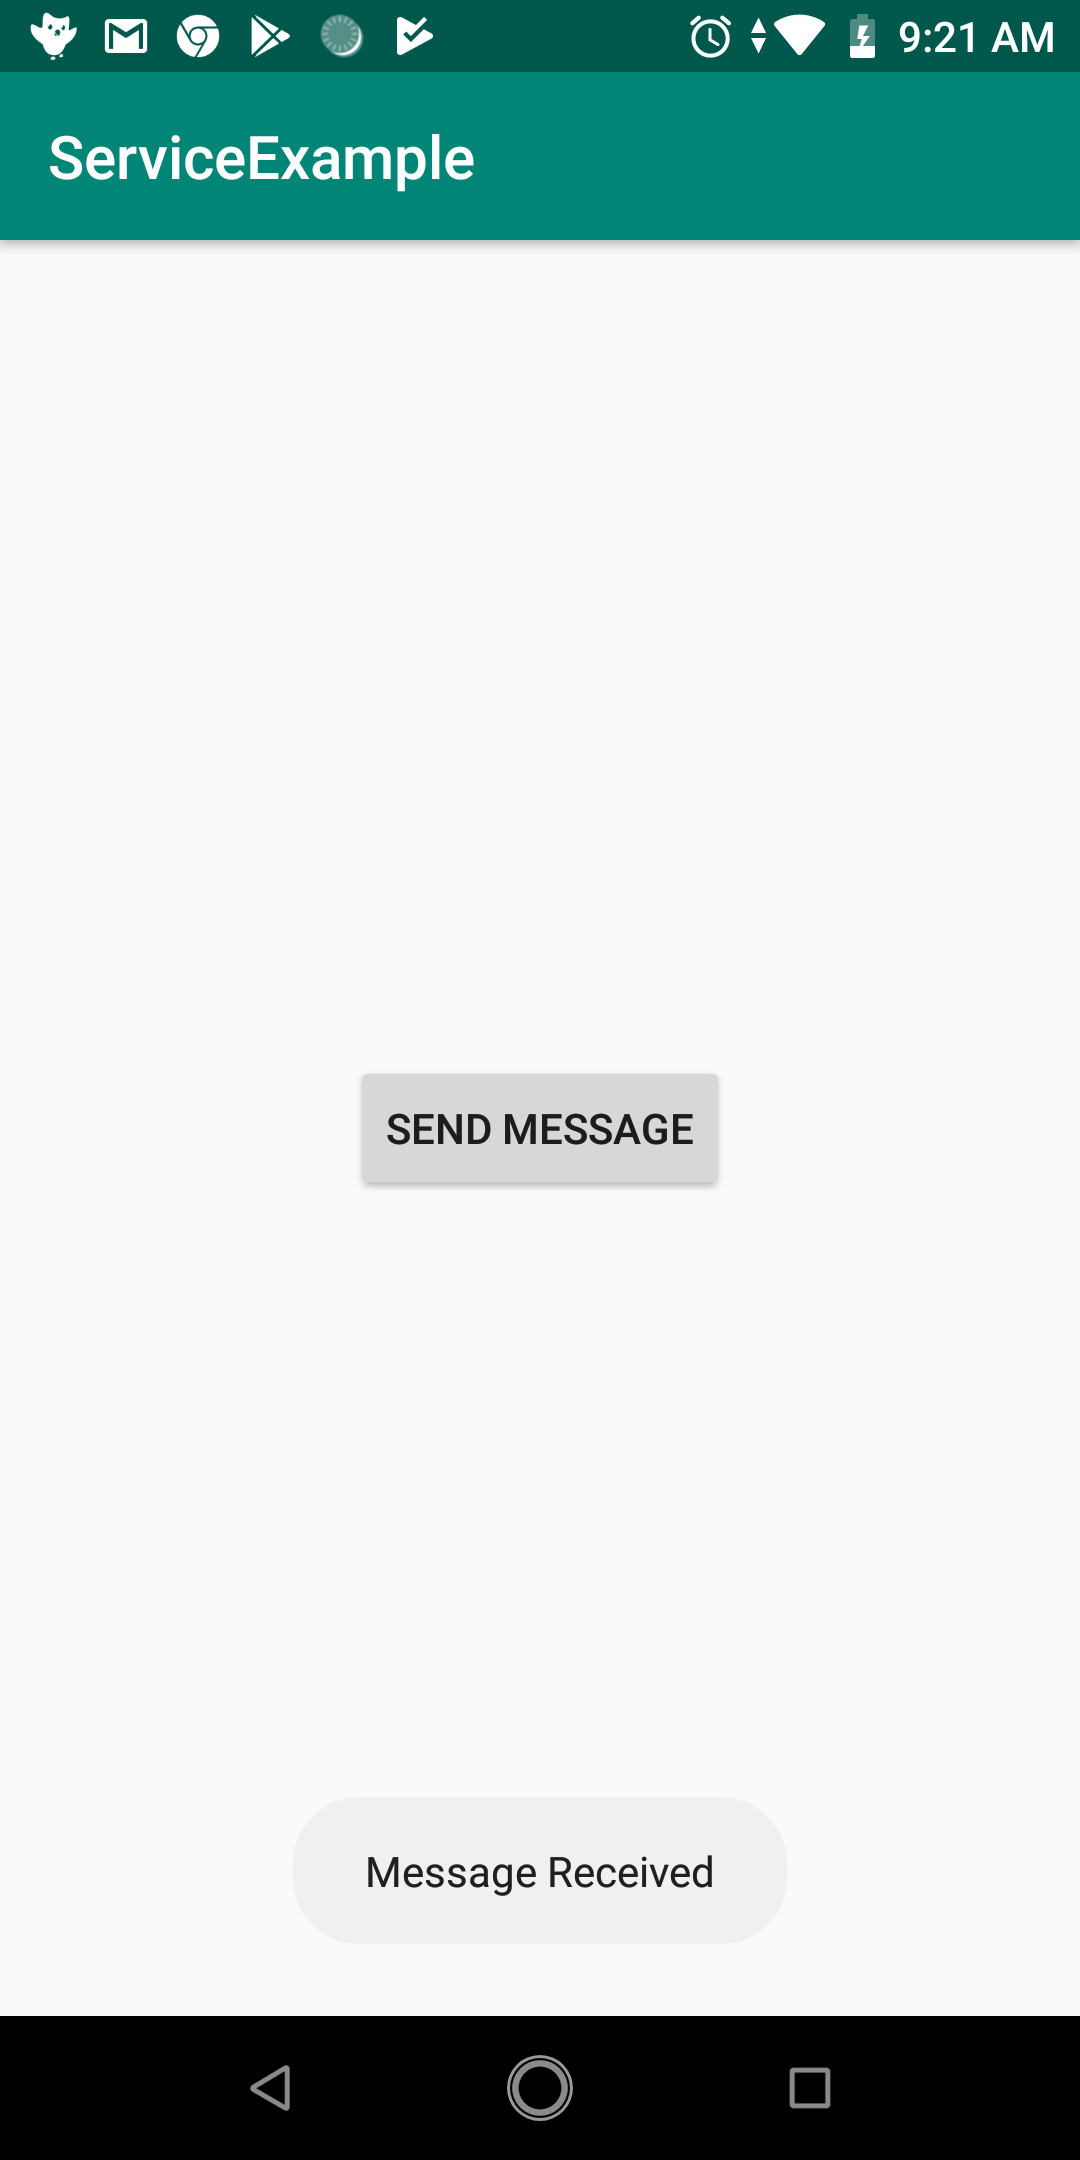 9:21 AM
ServiceExample
SEND MESSAGE
Message Received